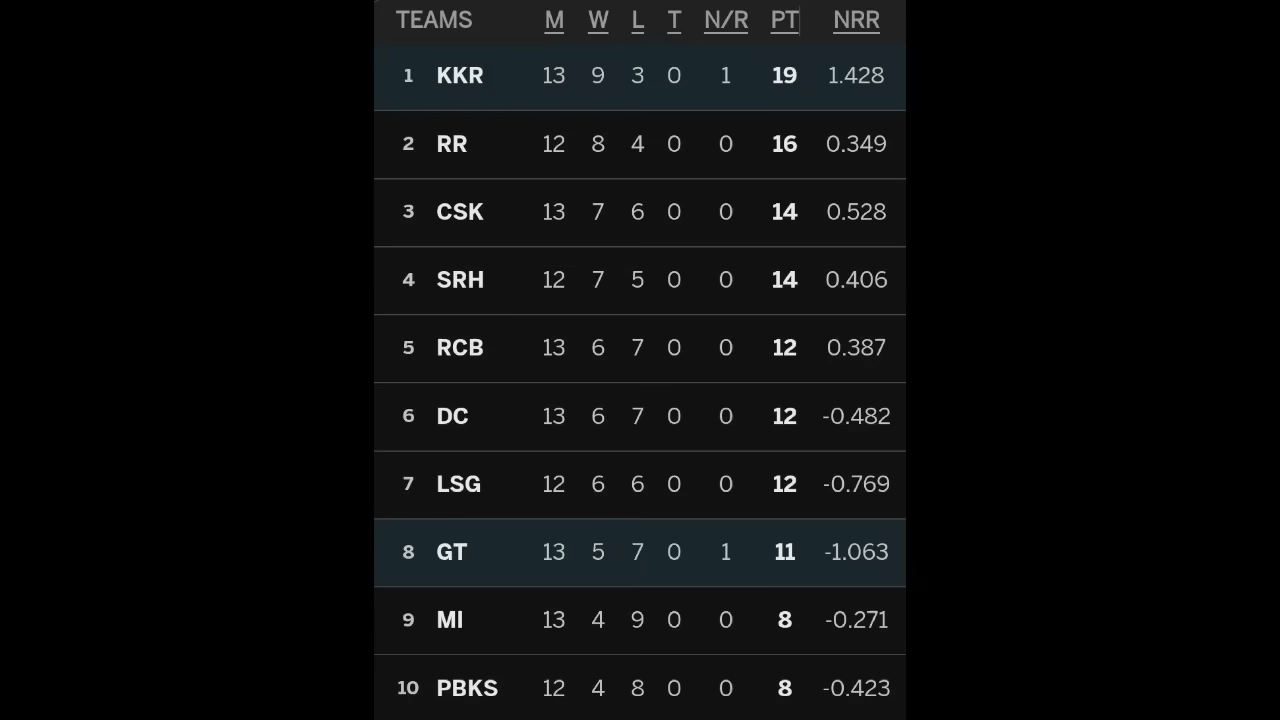 TEAMS M W L T N/R PT NRR
1 KKR 13 9 3 0 1 19 1.428
2 RR 12 8 4 0 0 16 0.349
3 CSK 13 7 6 0 0 14 0.528
4 SRH 12 7 5 0 0 14 0.406
5 RCB 13 6 7 0 0 12 0.387
6 DC 13 6 7 0 0 12 -0.482
7 LSG 12 6 6 0 0 12 -0.769
8 GT 13 5 7 0 1 11 -1.063
9 MI 13 4 9 0 0 8 -0.271
10 PBKS 12 4 8 0 0 8 -0.423